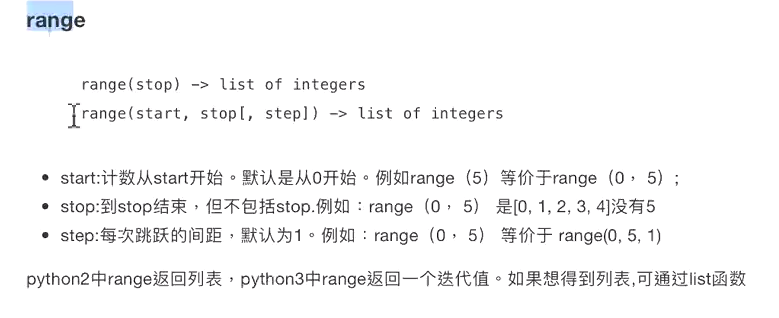 range
range(stop) -> list of integers
range(start, stop[, step]) -> list of integers
• start:计数从start开始。默认是从0开始。例如range（5）等价于range（0， 5）;
• stop:到stop结束，但不包括stop.例如：range（0， 5） 是[0, 1, 2, 3, 4]没有5
• step:每次跳跃的间距，默认为1。例如：range（0， 5） 等价于 range(0, 5, 1)
python2中range返回列表，python3中range返回一个迭代值。如果想得到列表,可通过list函数